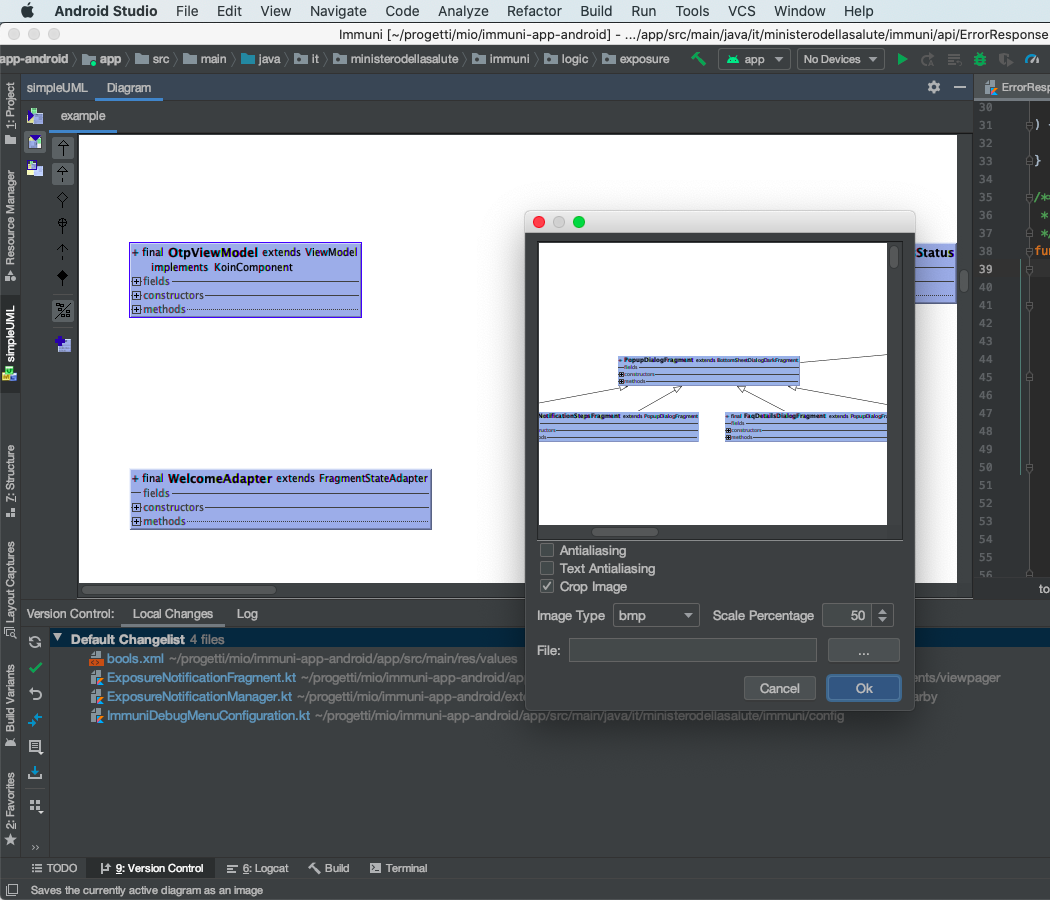 Android Studio File Edit View Navigate Code Analyze Refactor Build Run Tools VCS Window Help
Immuni [~/progetti/mio/immuni-app-android] - .../app/src/main/java/it/ministerodellasalute/immuni/api/ErrorResponse
app-android app src main java it ministerodellasalute immuni logic exposure app No Devices
simpleUML Diagram
ErrorResp
example
1: Project
Resource Manager
simpleUML
7: Structure
Layout Captures
Build Variants
2: Favorites
+ final OtpViewModel extends ViewModel
implements KoinComponent
fields
constructors
methods
+ final WelcomeAdapter extends FragmentStateAdapter
fields
constructors
methods
Status
+ PopupDialogFragment extends BottomSheetDialogDarkFragment
fields
constructors
methods
NotificationStepsFragment extends PopupDialogFragment
uctors
ods
+ final FaqDetailsDialogFragment extends PopupDialogFragm
fields
constructors
methods
Antialiasing
Text Antialiasing
Crop Image
Image Type bmp Scale Percentage 50
File: ...
Cancel Ok
30
31 ) {
32
33 }
34
35 /**
36 *
37 */
38 fun
39
40
41
42
43
44
45
46
47
48
49
50
51
52
53
54
55
56
to
Version Control: Local Changes Log
Default Changelist 4 files
bools.xml ~/progetti/mio/immuni-app-android/app/src/main/res/values
ExposureNotificationFragment.kt ~/progetti/mio/immuni-app-android/app/ ents/viewpager
ExposureNotificationManager.kt ~/progetti/mio/immuni-app-android/exte arby
ImmuniDebugMenuConfiguration.kt ~/progetti/mio/immuni-app-android/app/src/main/java/it/ministerodellasalute/immuni/config
TODO 9: Version Control 6: Logcat Build Terminal
Saves the currently active diagram as an image